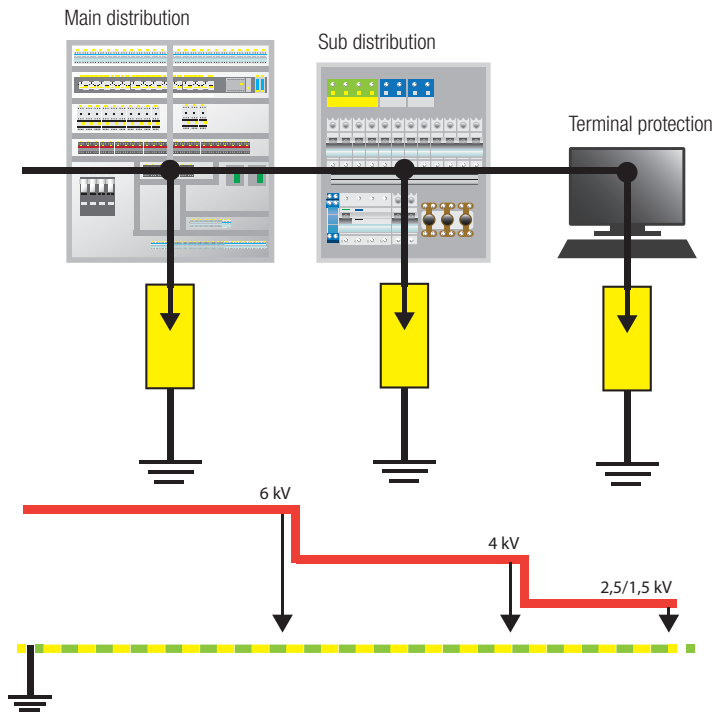 Main distribution
Sub distribution
Terminal protection
6 kV
4 kV
2,5/1,5 kV